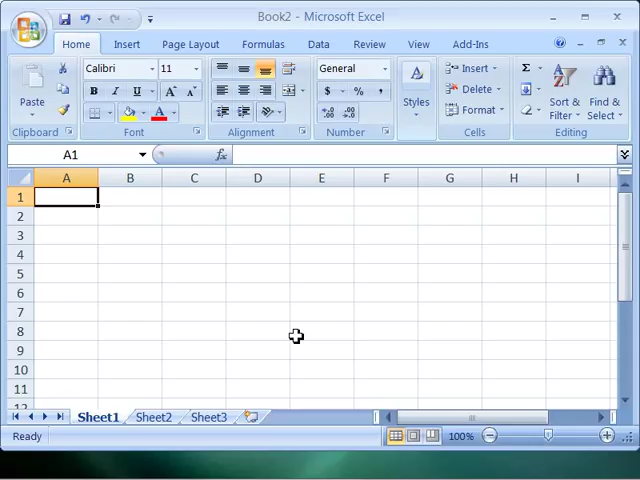 Book2 - Microsoft Excel
Home Insert Page Layout Formulas Data Review View Add-Ins
Calibri 11 General Insert Σ
Paste B I U $ % , Styles Delete Sort & Filter Find & Select
A Format
Clipboard Font Alignment Number Cells Editing
A1 fx
A B C D E F G H I
1
2
3
4
5
6
7
8
9
10
11
12
Sheet1 Sheet2 Sheet3
Ready 100%